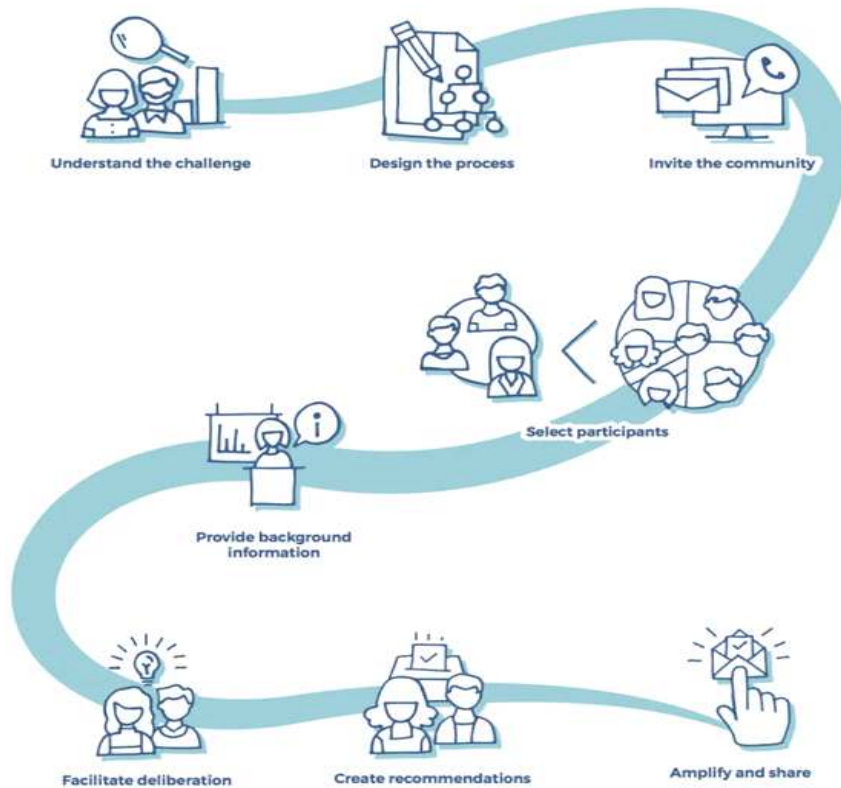 Understand the challenge
Design the process
Invite the community
Select participants
i
Provide background
information
Facilitate deliberation
Create recommendations
Amplify and share